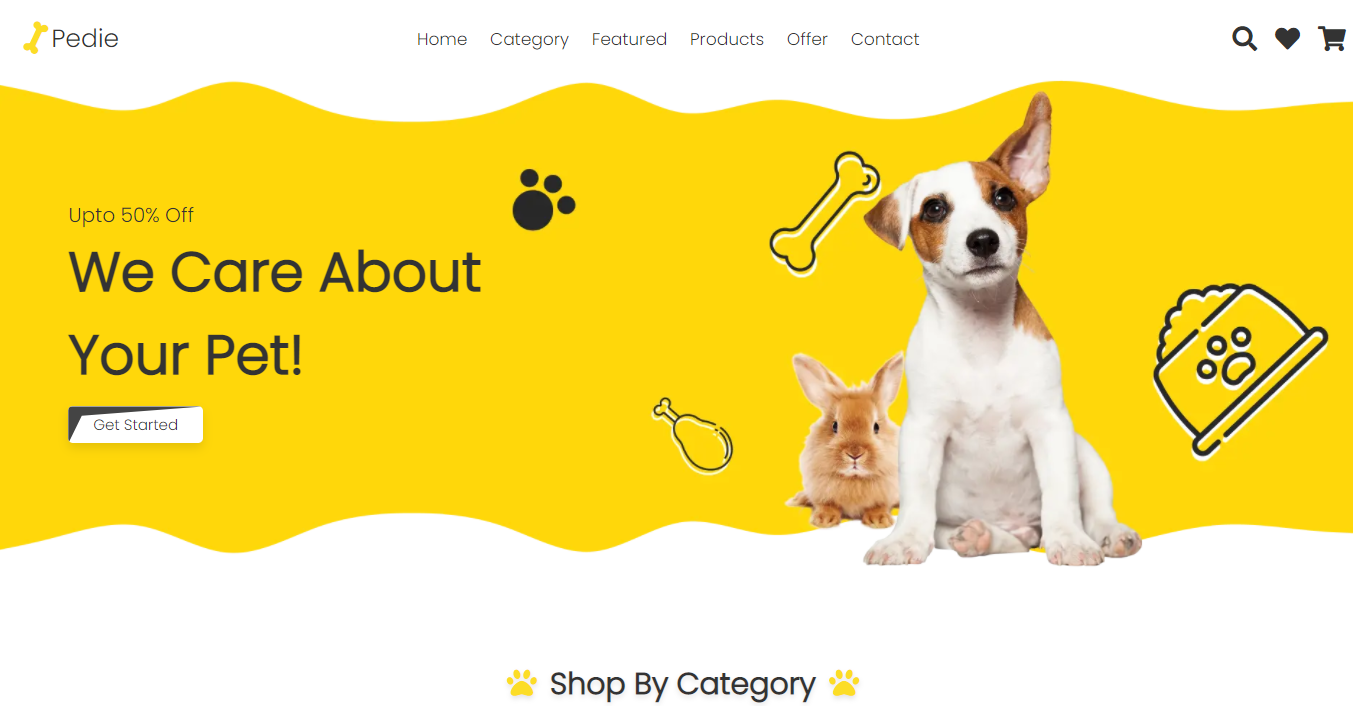 Pedie
Home Category Featured Products Offer Contact
Upto 50% Off
We Care About
Your Pet!
Get Started
Shop By Category